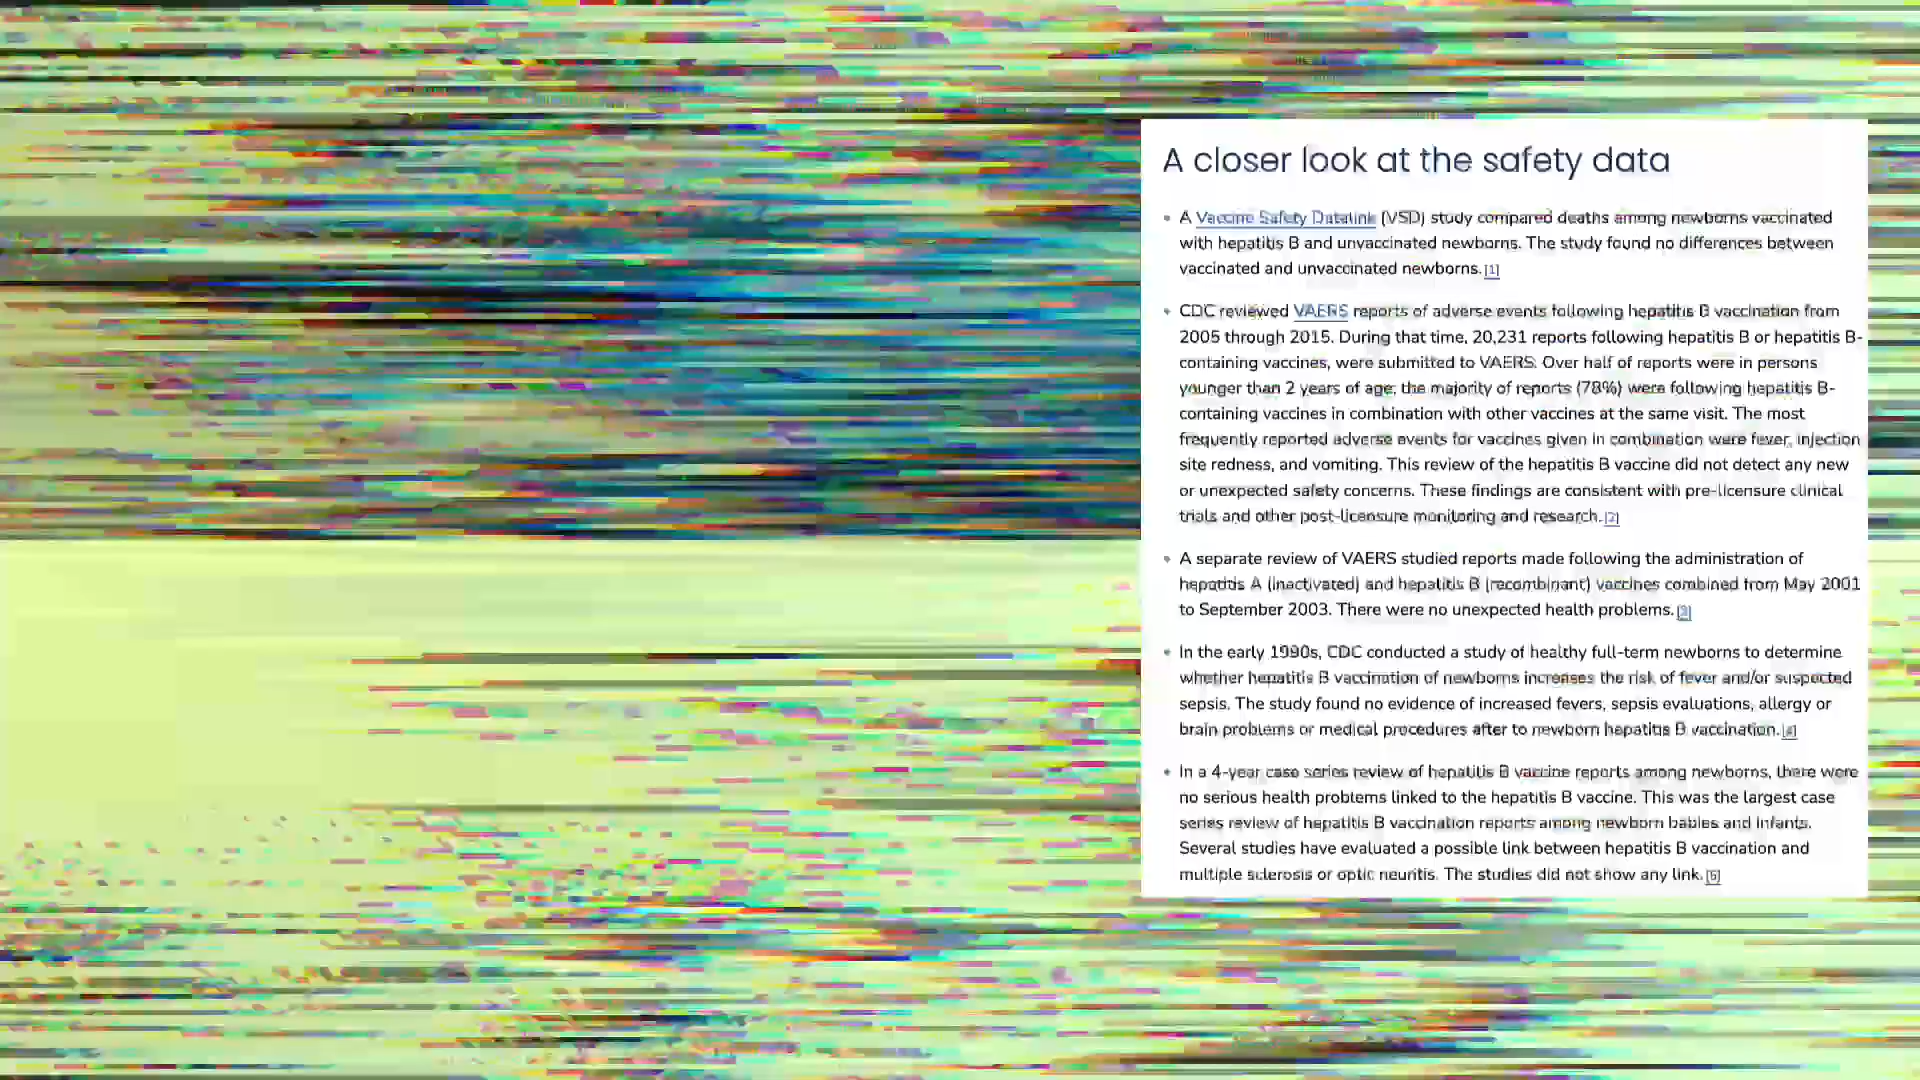 A closer look at the safety data
• A Vaccine Safety Datalink (VSD) study compared deaths among newborns vaccinated
with hepatitis B and unvaccinated newborns. The study found no differences between
vaccinated and unvaccinated newborns.[1]
• CDC reviewed VAERS reports of adverse events following hepatitis B vaccination from
2005 through 2015. During that time, 20,231 reports following hepatitis B or hepatitis B-
containing vaccines, were submitted to VAERS. Over half of reports were in persons
younger than 2 years of age; the majority of reports (78%) were following hepatitis B-
containing vaccines in combination with other vaccines at the same visit. The most
frequently reported adverse events for vaccines given in combination were fever, injection
site redness, and vomiting. This review of the hepatitis B vaccine did not detect any new
or unexpected safety concerns. These findings are consistent with pre-licensure clinical
trials and other post-licensure monitoring and research.[2]
• A separate review of VAERS studied reports made following the administration of
hepatitis A (inactivated) and hepatitis B (recombinant) vaccines combined from May 2001
to September 2003. There were no unexpected health problems.[3]
• In the early 1990s, CDC conducted a study of healthy full-term newborns to determine
whether hepatitis B vaccination of newborns increases the risk of fever and/or suspected
sepsis. The study found no evidence of increased fevers, sepsis evaluations, allergy or
brain problems or medical procedures after to newborn hepatitis B vaccination.[4]
• In a 4-year case series review of hepatitis B vaccine reports among newborns, there were
no serious health problems linked to the hepatitis B vaccine. This was the largest case
series review of hepatitis B vaccination reports among newborn babies and infants.
Several studies have evaluated a possible link between hepatitis B vaccination and
multiple sclerosis or optic neuritis. The studies did not show any link.[5]